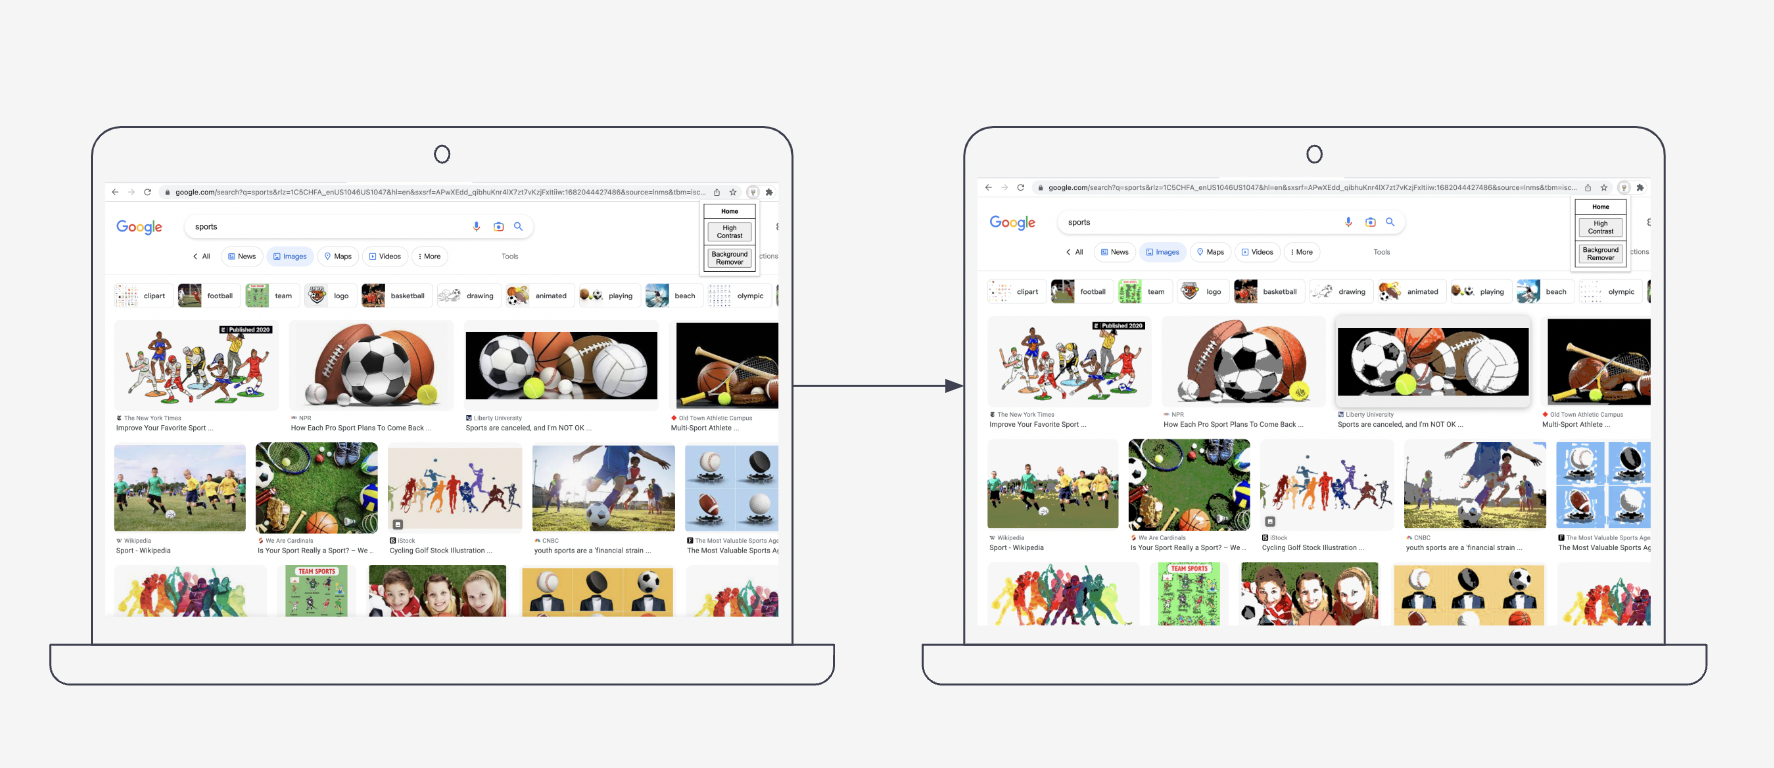 google.com/search?q=sports&rlz=1C5CHFA_enUS1046US1047&hl=en&sxsrf=APwXEdd_qibhuKnr4IX7zt7vKzjFxItiiw:1682044427486&source=lnms&tbm=isc...
Home
Google
sports
High
Contrast
All
News
Images
Maps
Videos
More
Tools
Background
Remover
ctions
clipart
football
team
logo
basketball
drawing
animated
playing
beach
olympic
Published 2020
The New York Times
NPR
Liberty University
Old Town Athletic Campus
Improve Your Favorite Sport ...
How Each Pro Sport Plans To Come Back ...
Sports are canceled, and I'm NOT OK ...
Multi-Sport Athlete ...
Wikipedia
We Are Cardinals
iStock
CNBC
The Most Valuable Sports Age
Sport - Wikipedia
Is Your Sport Really a Sport? – We ..
Cycling Golf Stock Illustration ...
youth sports are a 'financial strain ...
The Most Valuable Sports Ag
TEAM SPORTS
google.com/search?q=sports&rlz=1C5CHFA_enUS1046US1047&hl=en&sxsrf=APwXEdd_qibhuKnr4IX7zt7vKzjFxItiiw:1682044427486&source=lnms&tbm=isc...
Home
Google
sports
High
Contrast
All
News
Images
Maps
Videos
More
Tools
Background
Remover
ctions
clipart
football
team
logo
basketball
drawing
animated
playing
beach
olympic
Published 2020
The New York Times
NPR
Liberty University
Old Town Athletic Campus
Improve Your Favorite Sport ...
How Each Pro Sport Plans To Come Back ...
Sports are canceled, and I'm NOT OK ...
Multi-Sport Athlete ...
Wikipedia
We Are Cardinals
iStock
CNBC
The Most Valuable Sports Age
Sport - Wikipedia
Is Your Sport Really a Sport? – We ..
Cycling Golf Stock Illustration ...
youth sports are a 'financial strain ...
The Most Valuable Sports Ag
TEAM SPORTS